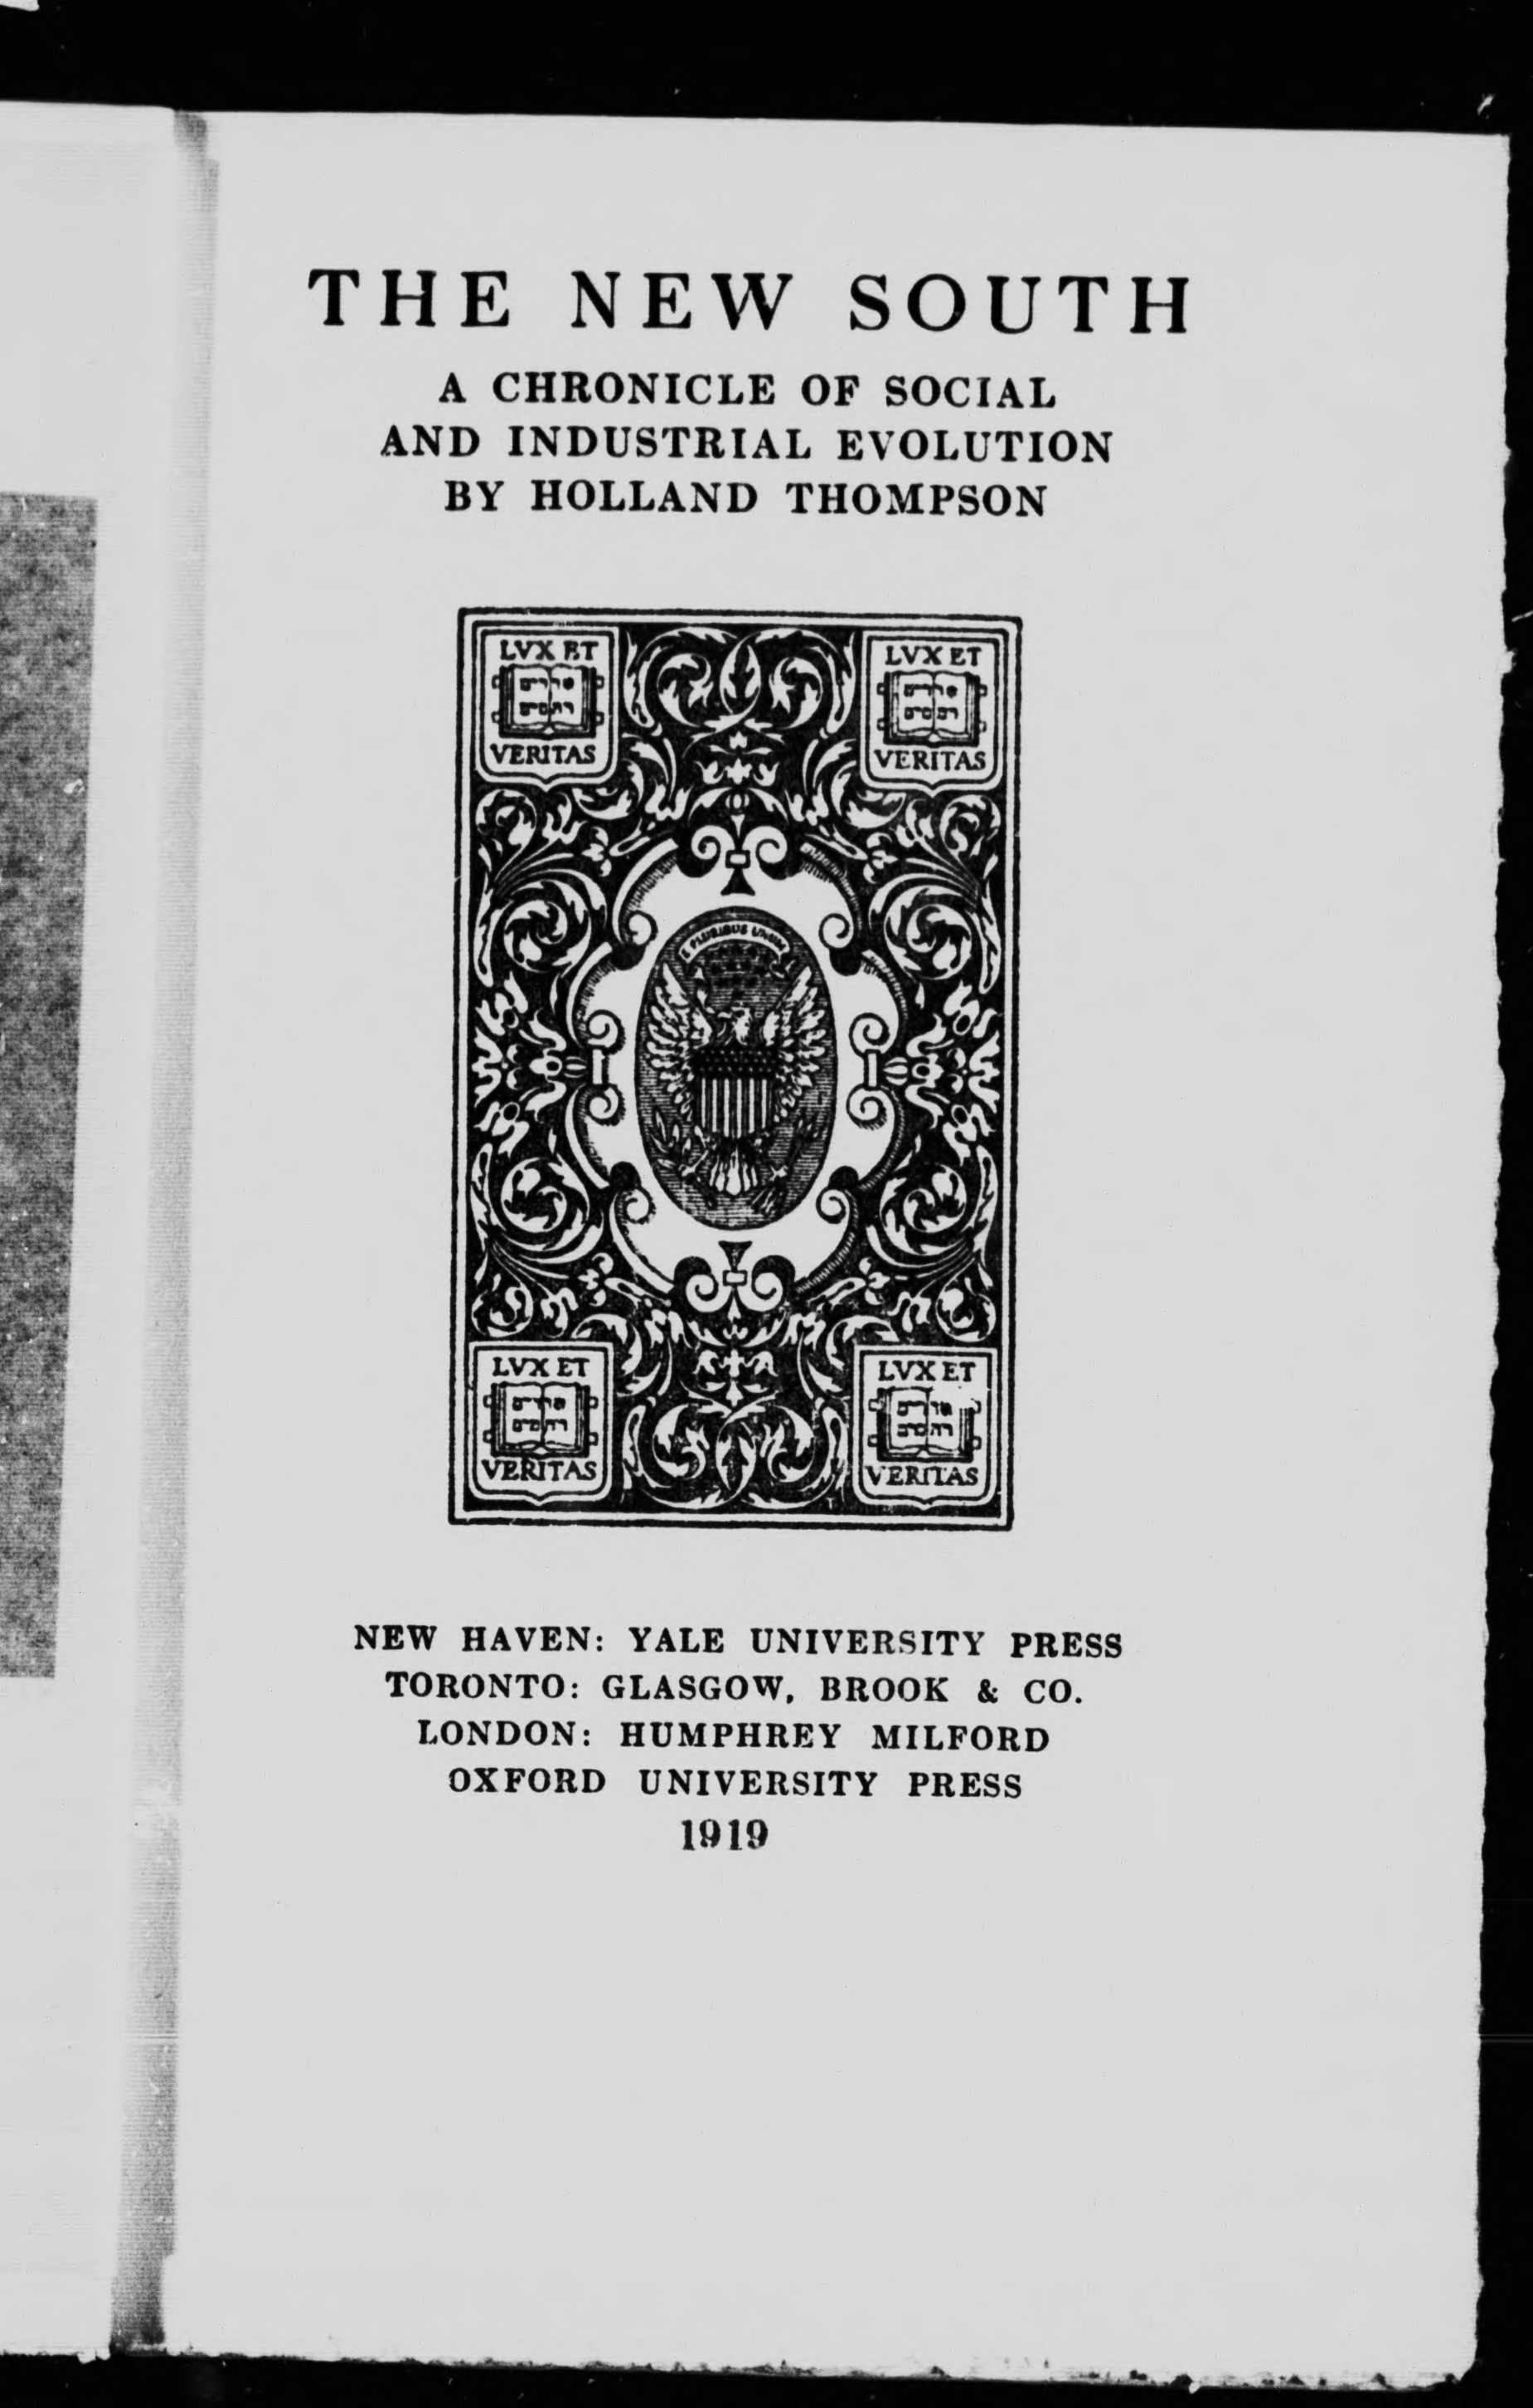 THE NEW SOUTH
A CHRONICLE OF SOCIAL
AND INDUSTRIAL EVOLUTION
BY HOLLAND THOMPSON
LVX ET
VERITAS
LVX ET
VERITAS
E PLURIBUS UNUM
LVX ET
VERITAS
LVX ET
VERITAS
NEW HAVEN: YALE UNIVERSITY PRESS
TORONTO: GLASGOW, BROOK & CO.
LONDON: HUMPHREY MILFORD
OXFORD UNIVERSITY PRESS
1919